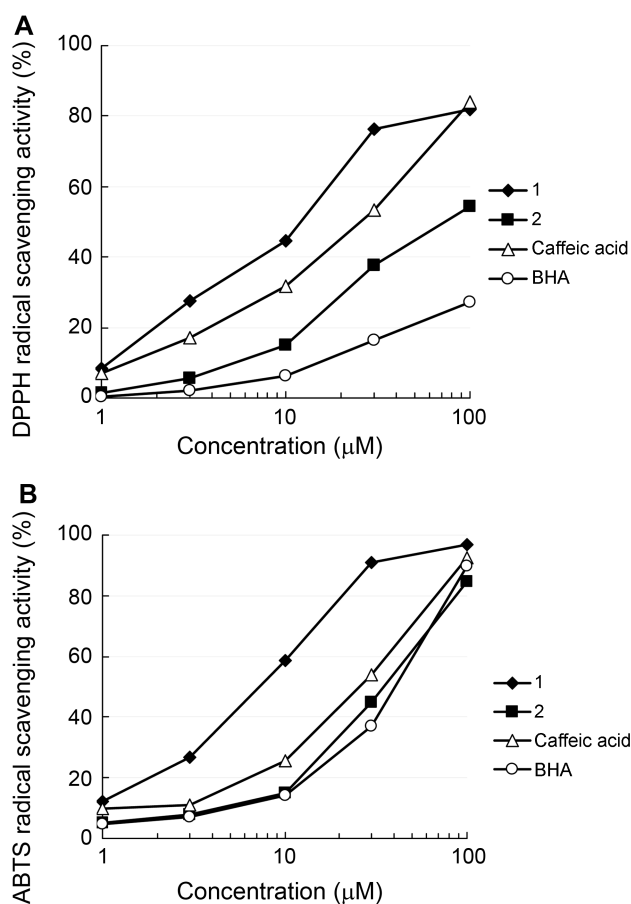 A
DPPH radical scavenging activity (%)
100
80
60
40
20
0
1
10
100
Concentration (μM)
1
2
Caffeic acid
BHA
B
ABTS radical scavenging activity (%)
100
80
60
40
20
0
1
10
100
Concentration (μM)
1
2
Caffeic acid
BHA